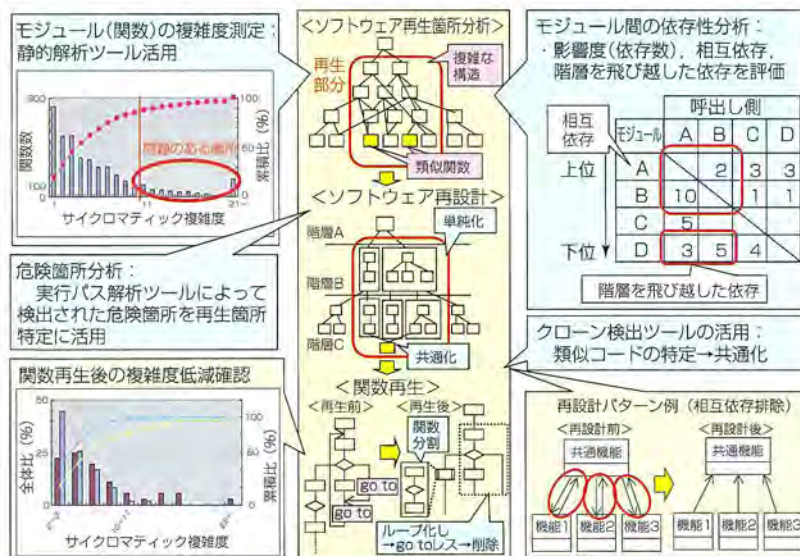 モジュール(関数)の複雑度測定：
静的解析ツール活用
関数数
100
0
50
100
累積比 (%)
問題のある箇所
1
11
21~
サイクロマティック複雑度
危険箇所分析：
実行パス解析ツールによって
検出された危険箇所を再生箇所
特定に活用
関数再生後の複雑度低減確認
全体比 (%)
0
25
50
0
50
100
累積比 (%)
サイクロマティック複雑度
<ソフトウェア再生箇所分析>
再生
部分
複雑な
構造
類似関数
<ソフトウェア再設計>
階層A
単純化
階層B
階層C
共通化
<関数再生>
<再生前>
<再生後>
関数
分割
go to
go to
ループ化し
→go toレス→削除
モジュール間の依存性分析：
・影響度(依存数)，相互依存，
階層を飛び越した依存を評価
相互
依存
呼出し側
モジュール A B C D
上位 A 2 3 3
B 10 1 1
C 5
下位 D 3 5 4
階層を飛び越した依存
クローン検出ツールの活用：
類似コードの特定→共通化
再設計パターン例 (相互依存排除)
<再設計前>
<再設計後>
共通機能
共通機能
機能1 機能2 機能3
機能1 機能2 機能3